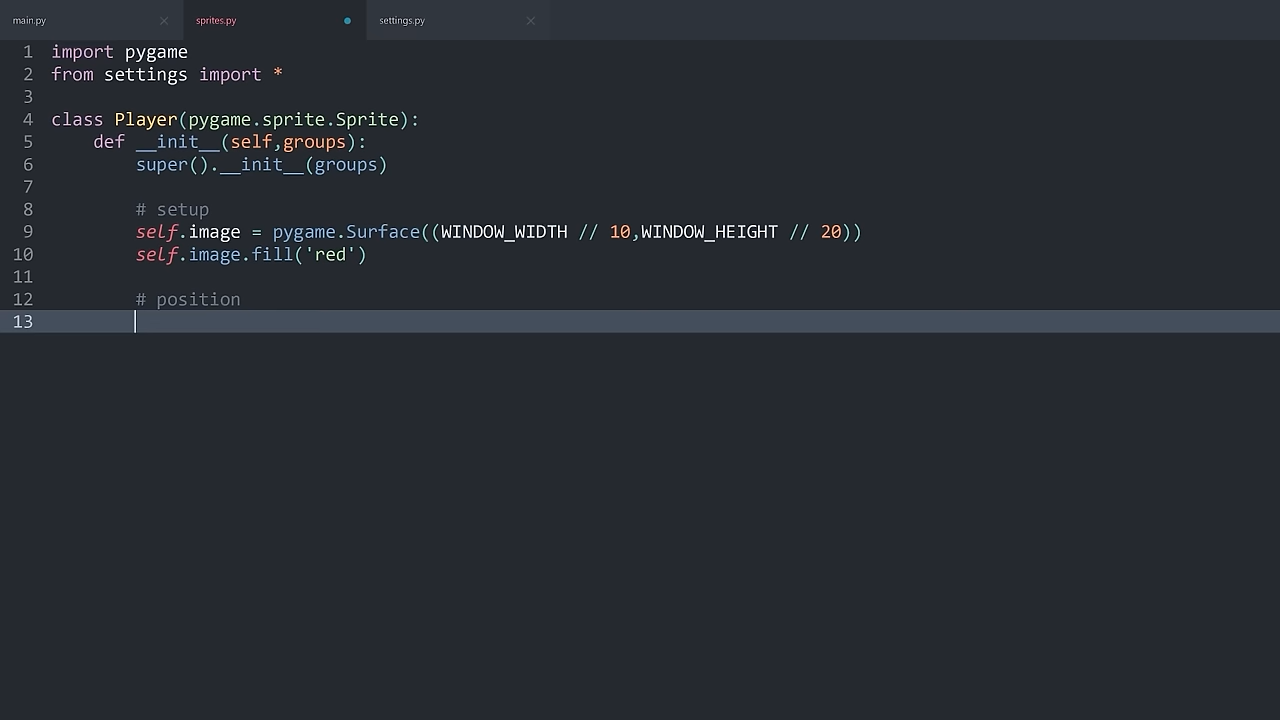 main.py sprites.py settings.py
1 import pygame
2 from settings import *
3
4 class Player(pygame.sprite.Sprite):
5     def __init__(self,groups):
6         super().__init__(groups)
7
8         # setup
9         self.image = pygame.Surface((WINDOW_WIDTH // 10,WINDOW_HEIGHT // 20))
10         self.image.fill('red')
11
12         # position
13